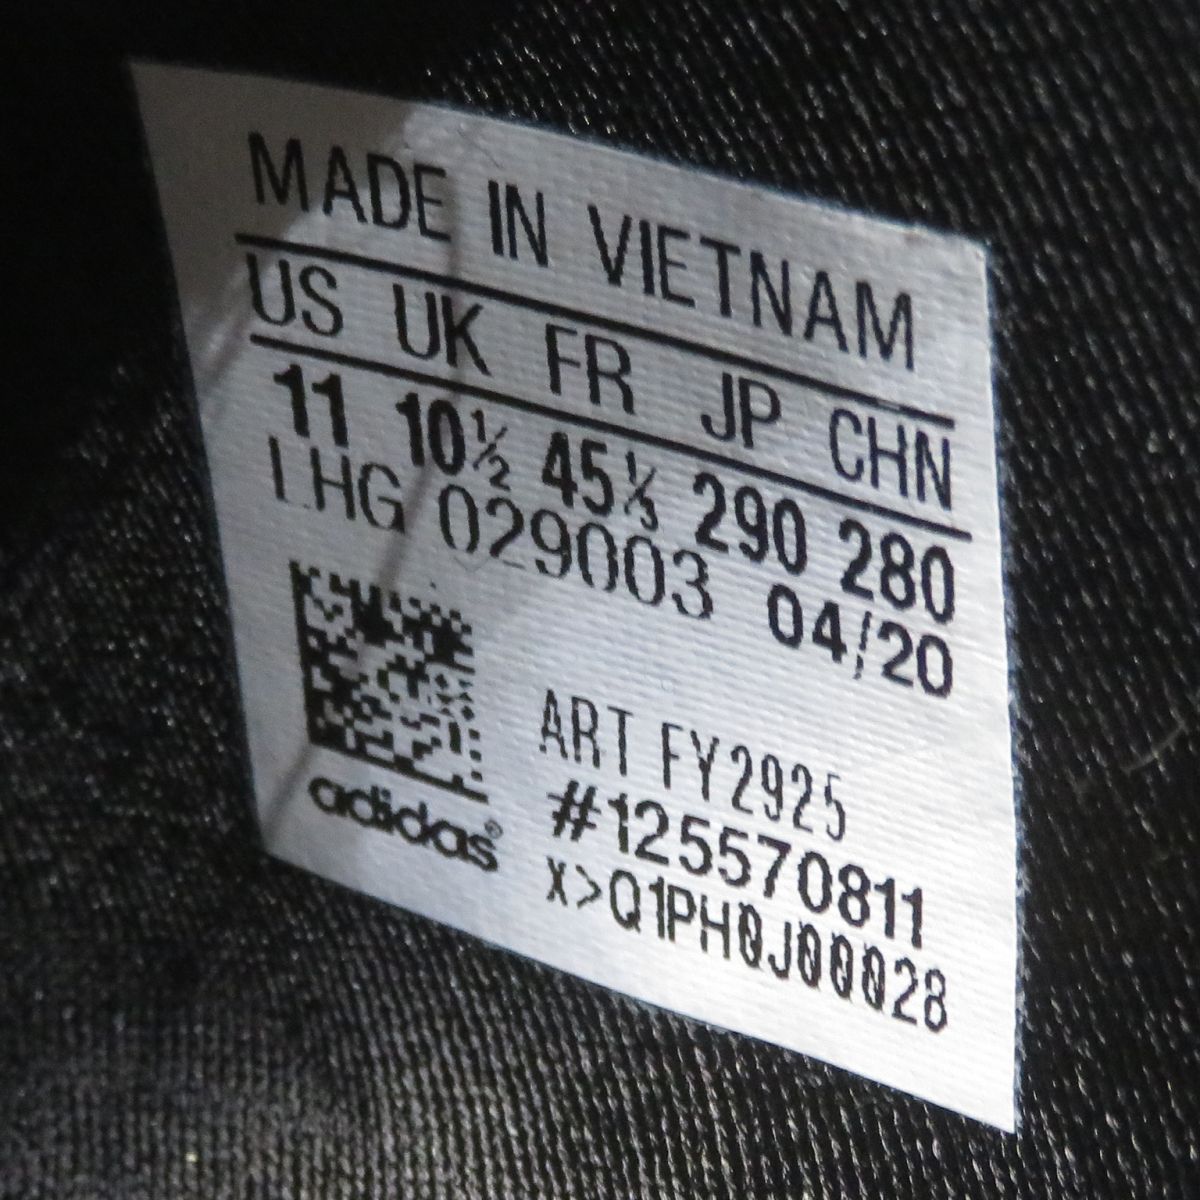 MADE IN VIETNAM
US UK FR JP CHN
11 10½ 45⅓ 290 280
LHG 029003 04/20
ART FY2925
#125570811
X>Q1PH0J00028
adidas®